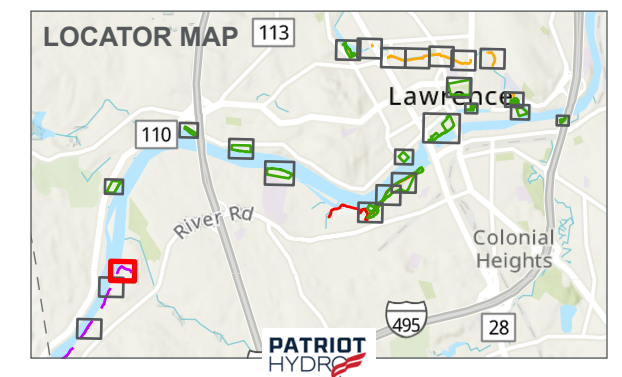 LOCATOR MAP
113
Lawrence
110
River Rd
Colonial
Heights
495
28
PATRIOT
HYDRO